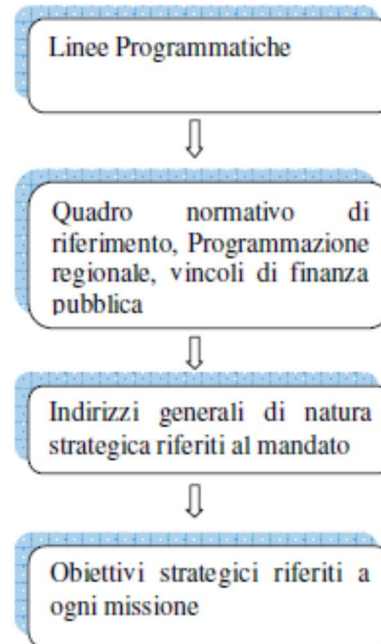 Linee Programmatiche
Quadro normativo di
riferimento, Programmazione
regionale, vincoli di finanza
pubblica
Indirizzi generali di natura
strategica riferiti al mandato
Obiettivi strategici riferiti a
ogni missione